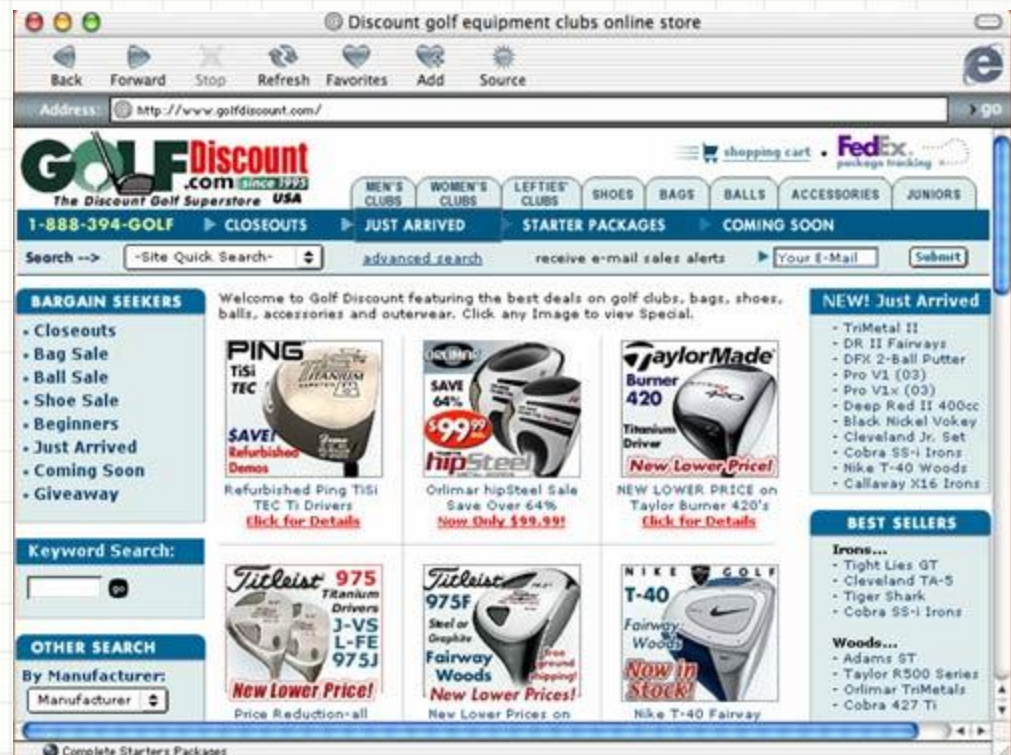 Discount golf equipment clubs online store
Back Forward Stop Refresh Favorites Add Source
Address: http://www.golfdiscount.com/ go
GOLF Discount
.com since 1995
The Discount Golf Superstore USA
shopping cart . FedEx.
package tracking
MEN'S CLUBS WOMEN'S CLUBS LEFTIES' CLUBS SHOES BAGS BALLS ACCESSORIES JUNIORS
1-888-394-GOLF CLOSEOUTS JUST ARRIVED STARTER PACKAGES COMING SOON
Search --> -Site Quick Search- advanced search receive e-mail sales alerts Your E-Mail Submit
BARGAIN SEEKERS
Closeouts
Bag Sale
Ball Sale
Shoe Sale
Beginners
Just Arrived
Coming Soon
Giveaway
Keyword Search:
go
OTHER SEARCH
By Manufacturer:
Manufacturer
Welcome to Golf Discount featuring the best deals on golf clubs, bags, shoes,
balls, accessories and outerwear. Click any Image to view Special.
PING
TiSi
TEC
SAVE!
Refurbished
Demos
Refurbished Ping TiSi
TEC Ti Drivers
Click for Details
ORLIMAR
SAVE
64%
$99.99
hipSteel
Orlimar hipSteel Sale
Save Over 64%
Now Only $99.99!
TaylorMade
Burner
420
Titanium
Driver
New Lower Price!
NEW LOWER PRICE on
Taylor Burner 420's
Click for Details
Titleist 975
Titanium
Drivers
J-VS
L-FE
975J
New Lower Price!
Price Reduction-all
Titleist
975F
Steel or
Graphite
Fairway
Woods
free
ground
shipping!
New Lower Prices!
New Lower Prices on
NIKE GOLF
T-40
Fairway
Woods
Now in
Stock!
Nike T-40 Fairway
NEW! Just Arrived
- TriMetal II
- DR II Fairways
- DFX 2-Ball Putter
- Pro V1 (03)
- Pro V1x (03)
- Deep Red II 400cc
- Black Nickel Vokey
- Cleveland Jr. Set
- Cobra SS-i Irons
- Nike T-40 Woods
- Callaway X16 Irons
BEST SELLERS
Irons...
- Tight Lies GT
- Cleveland TA-5
- Tiger Shark
- Cobra SS-i Irons
Woods...
- Adams ST
- Taylor R500 Series
- Orlimar TriMetals
- Cobra 427 Ti
Complete Starters Packages